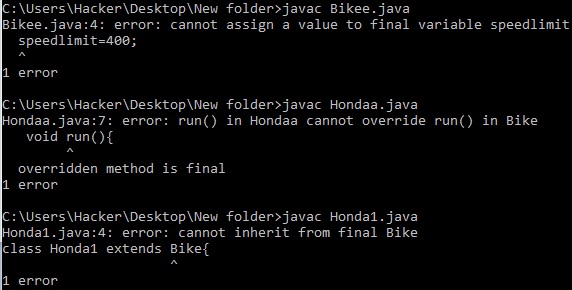 C:\Users\Hacker\Desktop\New folder>javac Bikee.java
Bikee.java:4: error: cannot assign a value to final variable speedlimit
  speedlimit=400;
  ^
1 error
C:\Users\Hacker\Desktop\New folder>javac Hondaa.java
Hondaa.java:7: error: run() in Hondaa cannot override run() in Bike
   void run(){
        ^
  overridden method is final
1 error
C:\Users\Hacker\Desktop\New folder>javac Honda1.java
Honda1.java:4: error: cannot inherit from final Bike
class Honda1 extends Bike{
                     ^
1 error